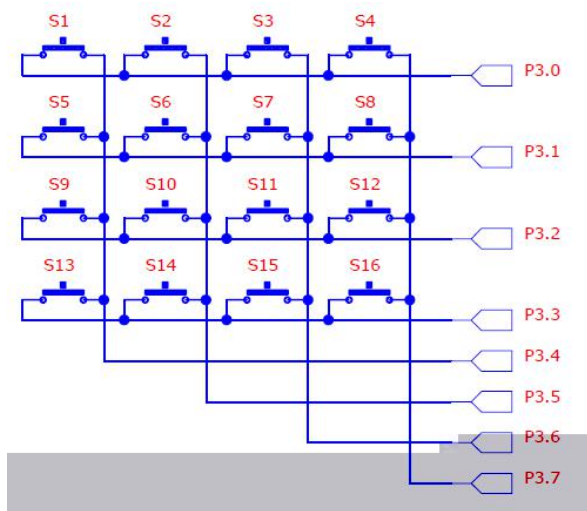 S1 S2 S3 S4
P3.0
S5 S6 S7 S8
P3.1
S9 S10 S11 S12
P3.2
S13 S14 S15 S16
P3.3
P3.4
P3.5
P3.6
P3.7